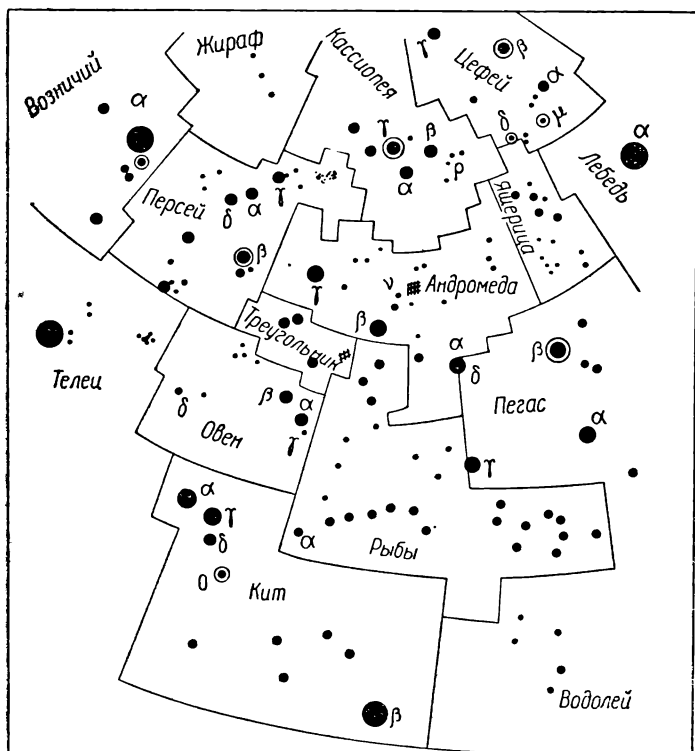 Возничий
α
Жираф
Кассиопея
γ
β
α
ρ
γ
β
Цефей
α
δ
μ
α
Лебедь
Ящерица
Персей
δ
α
γ
β
γ
ν
Андромеда
β
α
δ
Треугольник
Телец
δ
Овен
β
α
γ
β
Пегас
α
γ
α
Рыбы
α
γ
δ
ο
Кит
β
Водолей